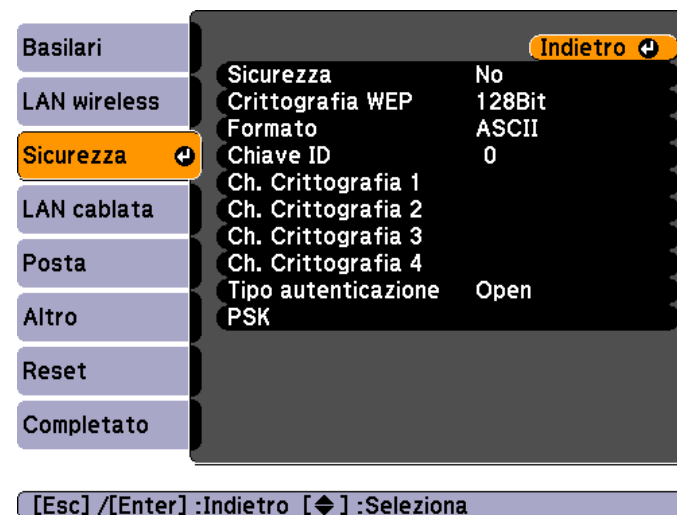 Basilari
LAN wireless
Sicurezza
LAN cablata
Posta
Altro
Reset
Completato
Indietro
Sicurezza No
Crittografia WEP 128Bit
Formato ASCII
Chiave ID 0
Ch. Crittografia 1
Ch. Crittografia 2
Ch. Crittografia 3
Ch. Crittografia 4
Tipo autenticazione Open
PSK
[Esc] /[Enter] :Indietro [◆] :Seleziona